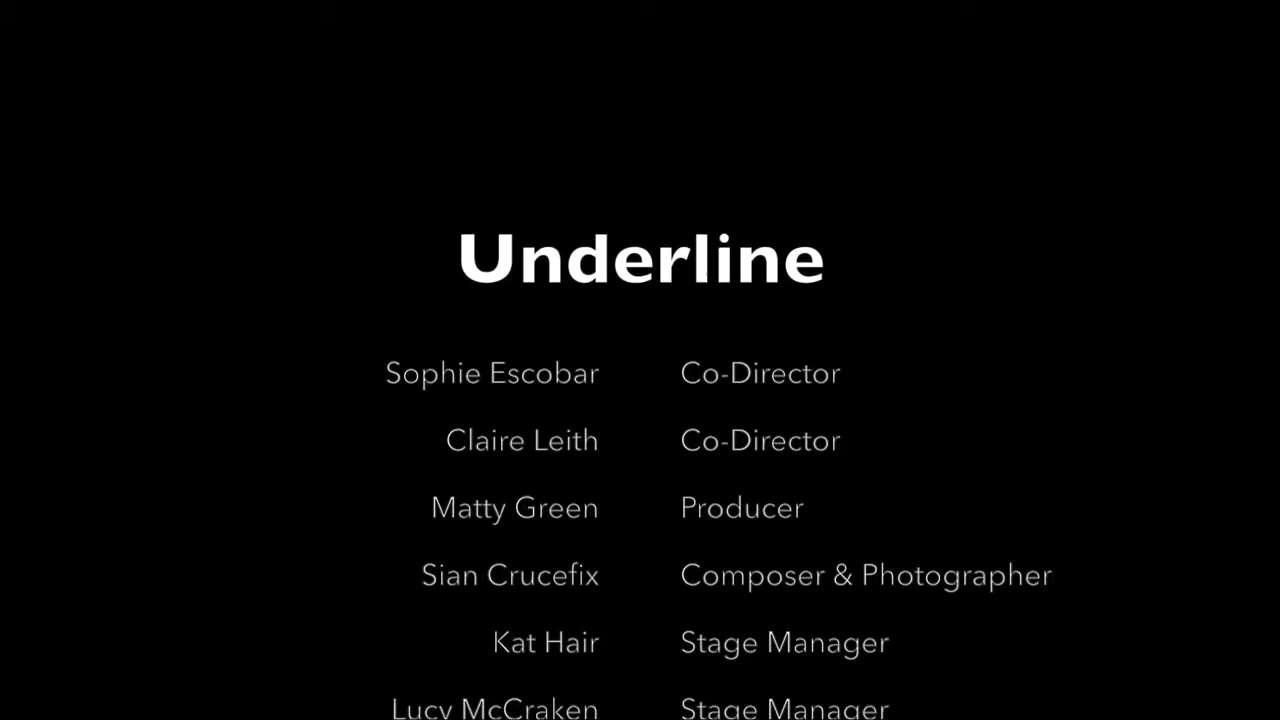 Underline
Sophie Escobar Co-Director
Claire Leith Co-Director
Matty Green Producer
Sian Crucefix Composer & Photographer
Kat Hair Stage Manager
Lucy McCraken Stage Manager